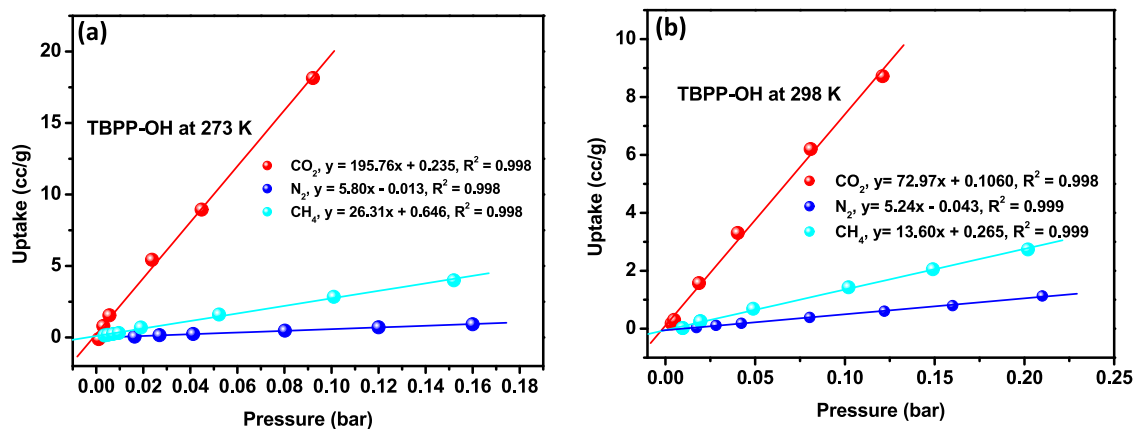 (a)
TBPP-OH at 273 K
CO₂, y = 195.76x + 0.235, R² = 0.998
N₂, y = 5.80x - 0.013, R² = 0.998
CH₄, y = 26.31x + 0.646, R² = 0.998
Uptake (cc/g)
20
15
10
5
0
0.00 0.02 0.04 0.06 0.08 0.10 0.12 0.14 0.16 0.18
Pressure (bar)
(b)
TBPP-OH at 298 K
CO₂, y= 72.97x + 0.1060, R² = 0.998
N₂, y= 5.24x - 0.043, R² = 0.999
CH₄, y= 13.60x + 0.265, R² = 0.999
Uptake (cc/g)
10
8
6
4
2
0
0.00 0.05 0.10 0.15 0.20 0.25
Pressure (bar)